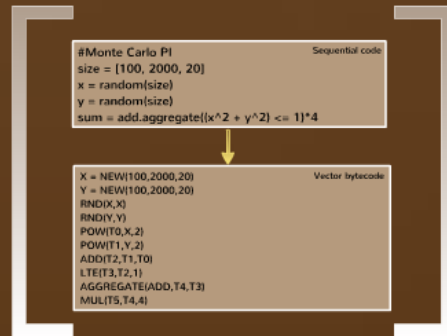 #Monte Carlo PI
Sequential code
size = [100, 2000, 20]
x = random(size)
y = random(size)
sum = add.aggregate((x^2 + y^2) <= 1)*4
Vector bytecode
X = NEW(100,2000,20)
Y = NEW(100,2000,20)
RND(X,X)
RND(Y,Y)
POW(T0,X,2)
POW(T1,Y,2)
ADD(T2,T1,T0)
LTE(T3,T2,1)
AGGREGATE(ADD,T4,T3)
MUL(T5,T4,4)